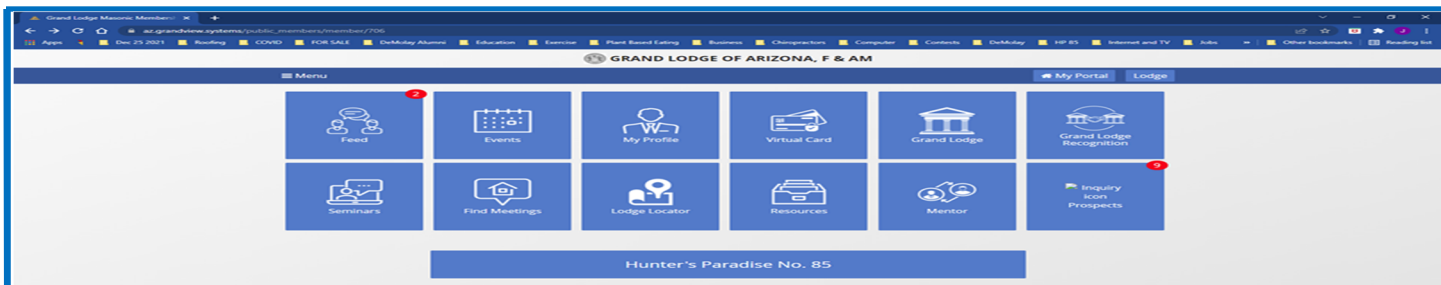 Grand Lodge Masonic Members!
az.grandview.systems/public_members/member/706
Apps Dec 25 2021 Roofing COVID FOR SALE DeMolay Alumni Education Exercise Plant Based Eating Business Chiropractors Computer Contests DeMolay HP 85 Internet and TV Jobs » Other bookmarks Reading list
GRAND LODGE OF ARIZONA, F & AM
Menu My Portal Lodge
2
Feed Events My Profile Virtual Card Grand Lodge Grand Lodge
Recognition
9
Seminars Find Meetings Lodge Locator Resources Mentor Inquiry
Icon
Prospects
Hunter's Paradise No. 85